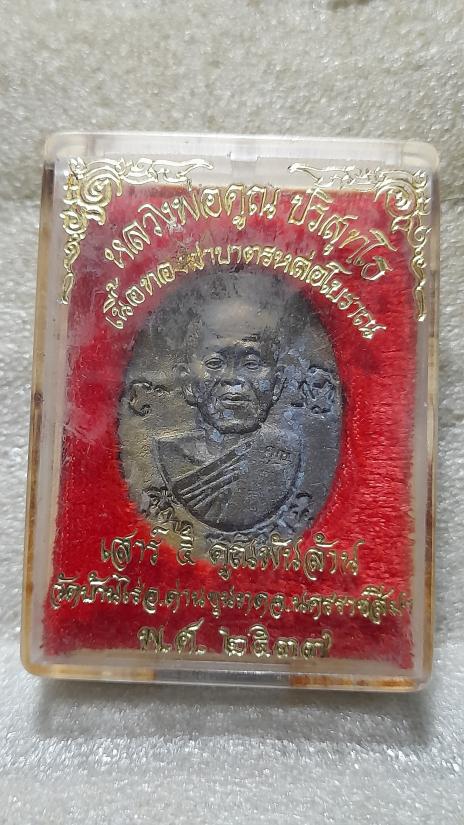 หลวงพ่อคูณ ปริสุทโธ
เนื้อทองฝาบาตรหล่อโบราณ
คูณ
เสาร์ ๕ คูณพันล้าน
วัดบ้านไร่ อ.ด่านขุนทด จ.นครราชสีมา
พ.ศ. ๒๕๓๗